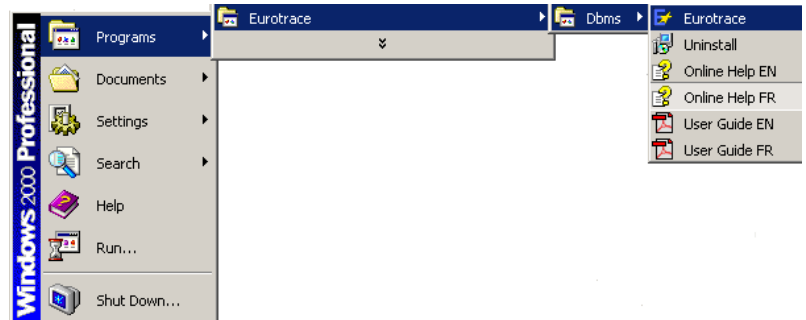 Windows 2000 Professional
Programs
Documents
Settings
Search
Help
Run...
Shut Down...
Eurotrace
Dbms
Eurotrace
Uninstall
Online Help EN
Online Help FR
User Guide EN
User Guide FR